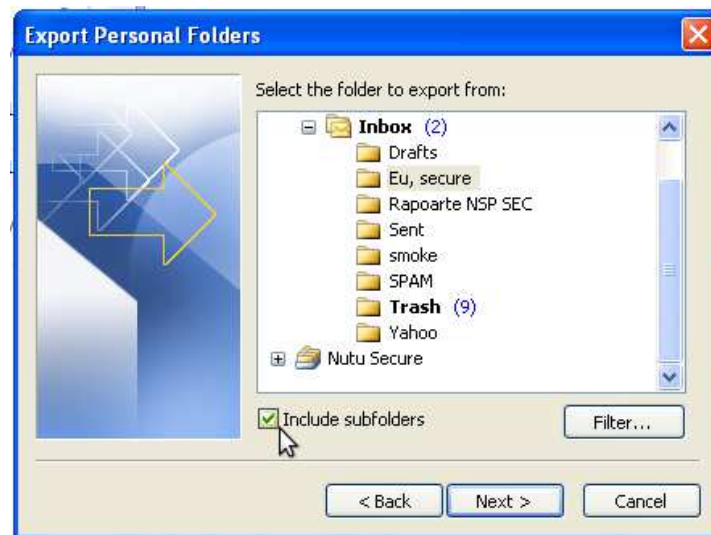 Export Personal Folders
Select the folder to export from:
Inbox (2)
Drafts
Eu, secure
Rapoarte NSP SEC
Sent
smoke
SPAM
Trash (9)
Yahoo
Nutu Secure
Include subfolders
Filter...
< Back
Next >
Cancel